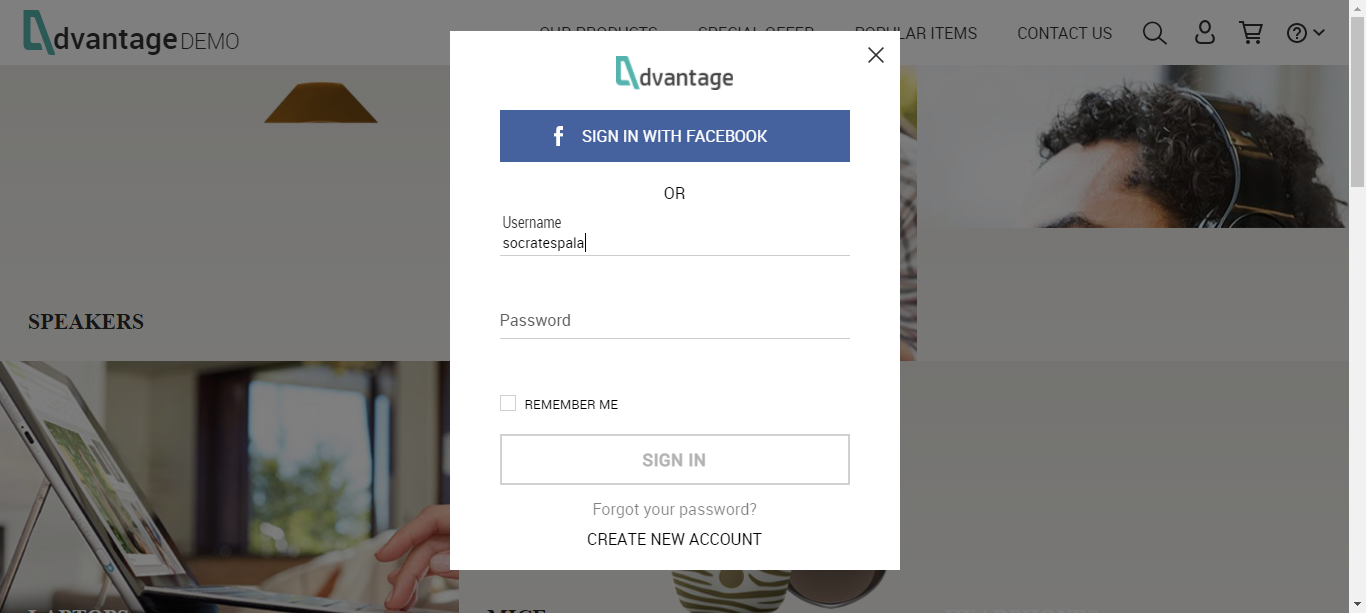 dvantage DEMO
OUR PRODUCTS SPECIAL OFFER POPULAR ITEMS CONTACT US
dvantage
SIGN IN WITH FACEBOOK
OR
Username
socratespala
Password
REMEMBER ME
SIGN IN
Forgot your password?
CREATE NEW ACCOUNT
SPEAKERS
LAPTOPS
MICE
HEADPHONES